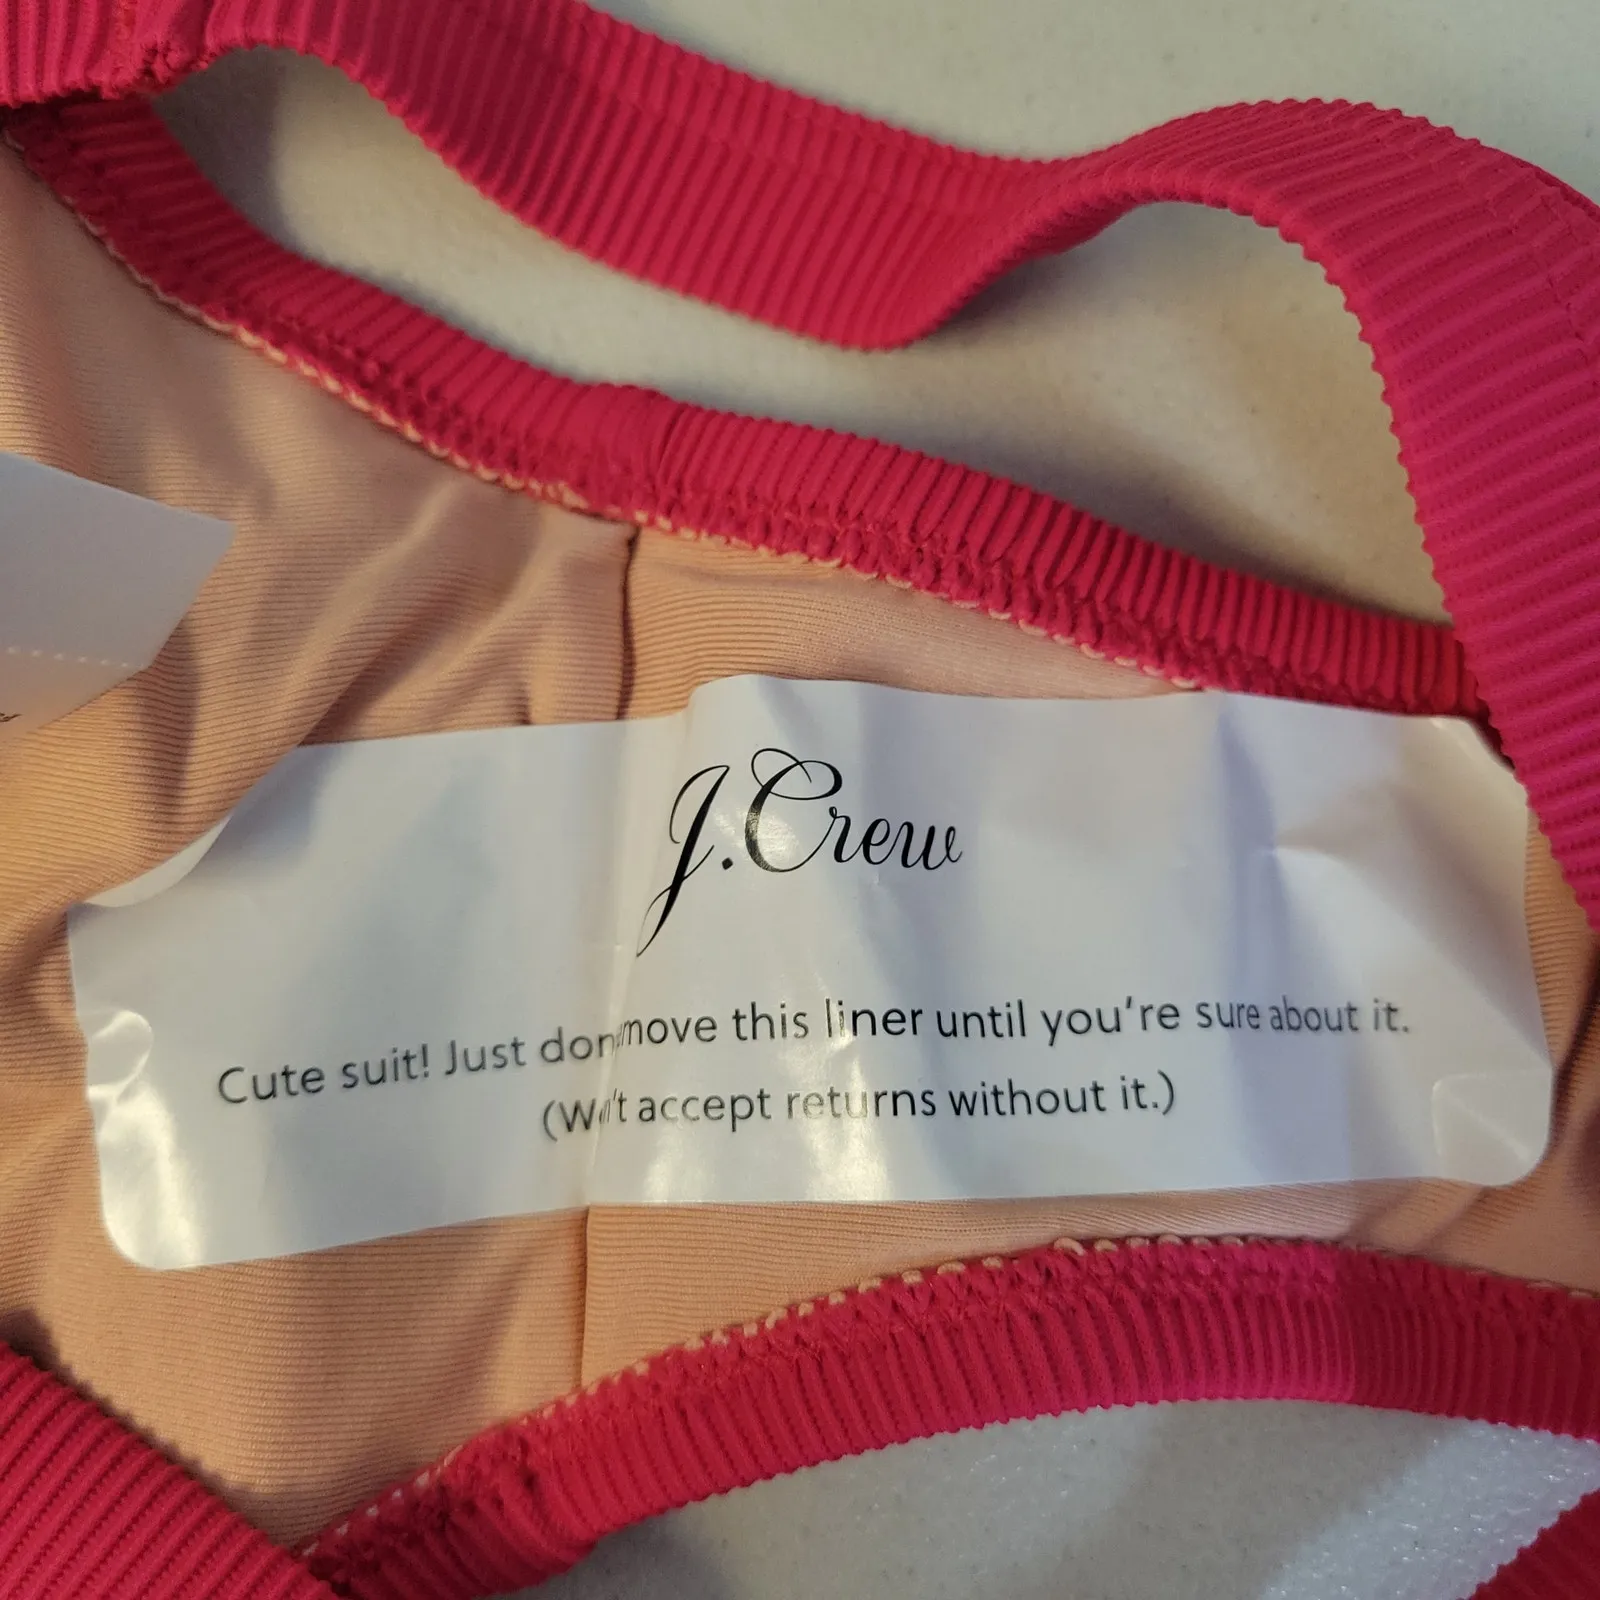 J.Crew
Cute suit! Just don move this liner until you're sure about it.
(W 't accept returns without it.)